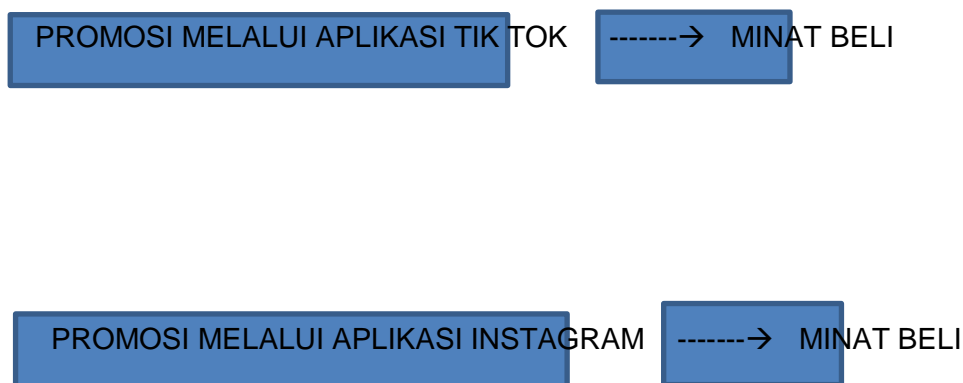 PROMOSI MELALUI APLIKASI TIK TOK -------→ MINAT BELI
PROMOSI MELALUI APLIKASI INSTAGRAM -------→ MINAT BELI